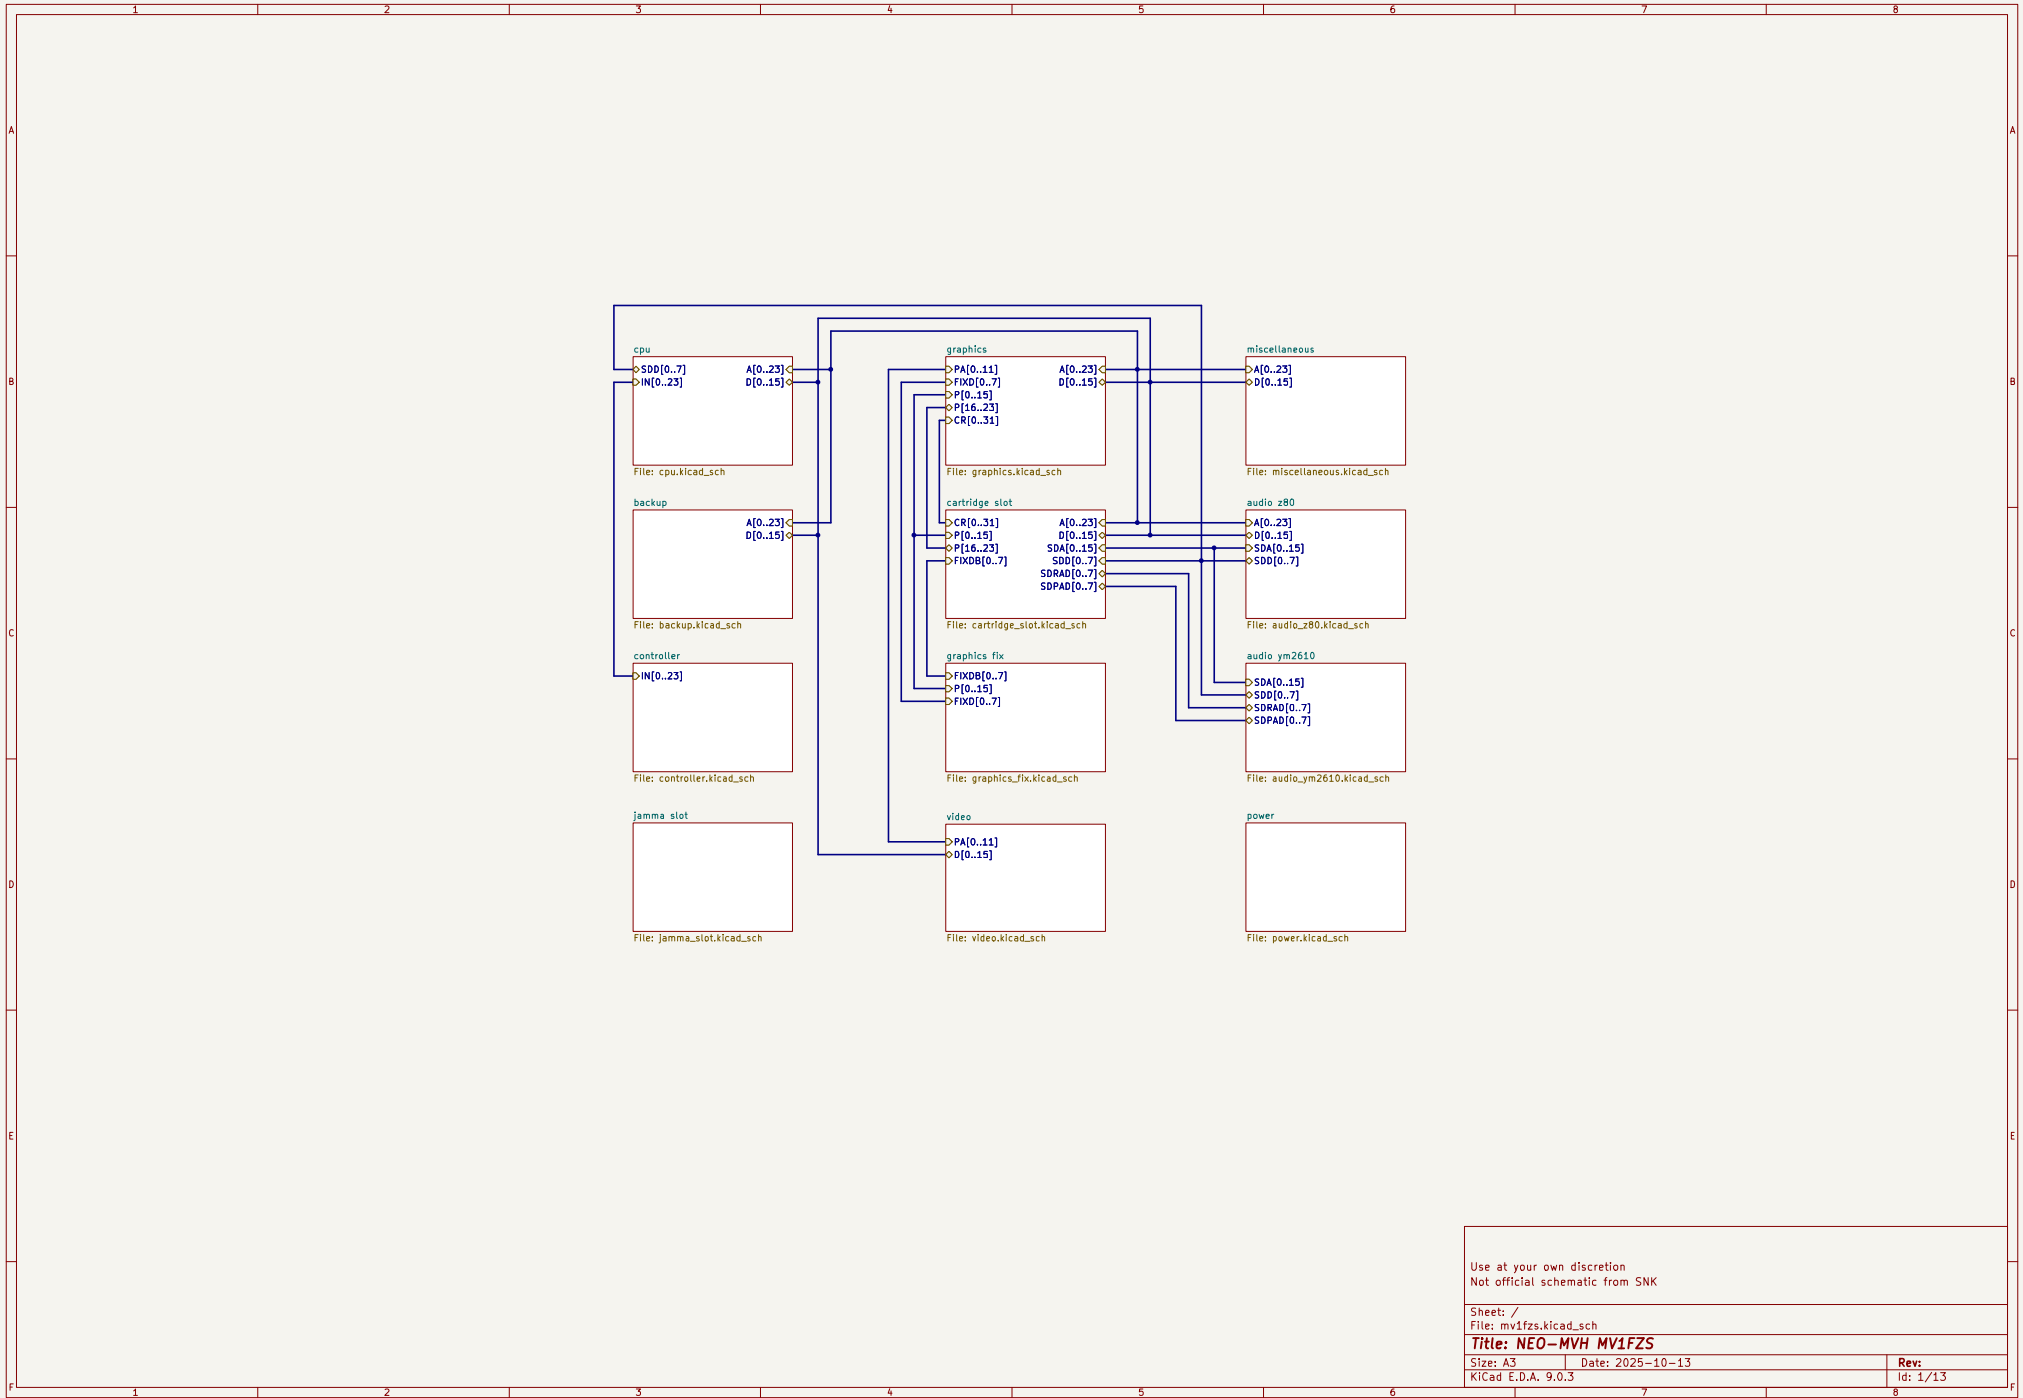 1 2 3 4 5 6 7 8
A A
B B
C C
D D
E E
F F
1 2 3 4 5 6 7 8
cpu
SDD[0..7] A[0..23]
IN[0..23] D[0..15]
File: cpu.kicad_sch
graphics
PA[0..11] A[0..23]
FIXD[0..7] D[0..15]
P[0..15]
P[16..23]
CR[0..31]
File: graphics.kicad_sch
miscellaneous
A[0..23]
D[0..15]
File: miscellaneous.kicad_sch
backup
A[0..23]
D[0..15]
File: backup.kicad_sch
cartridge slot
CR[0..31] A[0..23]
P[0..15] D[0..15]
P[16..23] SDA[0..15]
FIXDB[0..7] SDD[0..7]
SDRAD[0..7]
SDPAD[0..7]
File: cartridge_slot.kicad_sch
audio z80
A[0..23]
D[0..15]
SDA[0..15]
SDD[0..7]
File: audio_z80.kicad_sch
controller
IN[0..23]
File: controller.kicad_sch
graphics fix
FIXDB[0..7]
P[0..15]
FIXD[0..7]
File: graphics_fix.kicad_sch
audio ym2610
SDA[0..15]
SDD[0..7]
SDRAD[0..7]
SDPAD[0..7]
File: audio_ym2610.kicad_sch
jamma slot
File: jamma_slot.kicad_sch
video
PA[0..11]
D[0..15]
File: video.kicad_sch
power
File: power.kicad_sch
Use at your own discretion
Not official schematic from SNK
Sheet: /
File: mv1fzs.kicad_sch
Title: NEO-MVH MV1FZS
Size: A3 Date: 2025-10-13 Rev:
KiCad E.D.A. 9.0.3 Id: 1/13